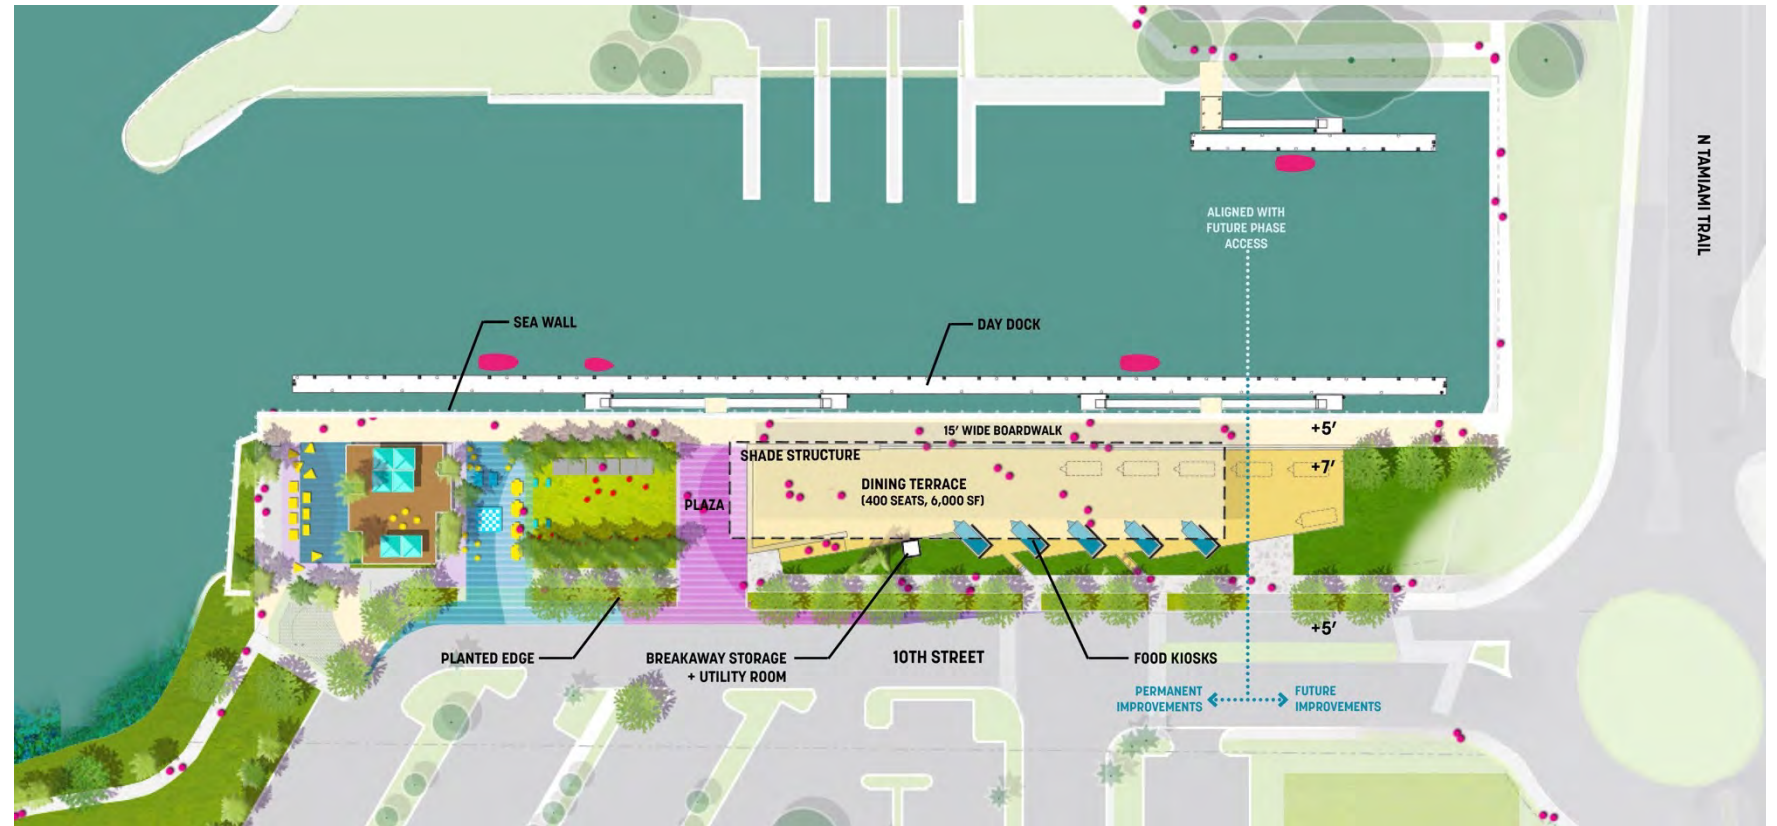 N TAMIAMI TRAIL
ALIGNED WITH
FUTURE PHASE
ACCESS
SEA WALL
DAY DOCK
15' WIDE BOARDWALK
+5'
SHADE STRUCTURE
+7'
DINING TERRACE
(400 SEATS, 6,000 SF)
PLAZA
+5'
PLANTED EDGE
BREAKAWAY STORAGE
+ UTILITY ROOM
10TH STREET
FOOD KIOSKS
PERMANENT
IMPROVEMENTS
FUTURE
IMPROVEMENTS